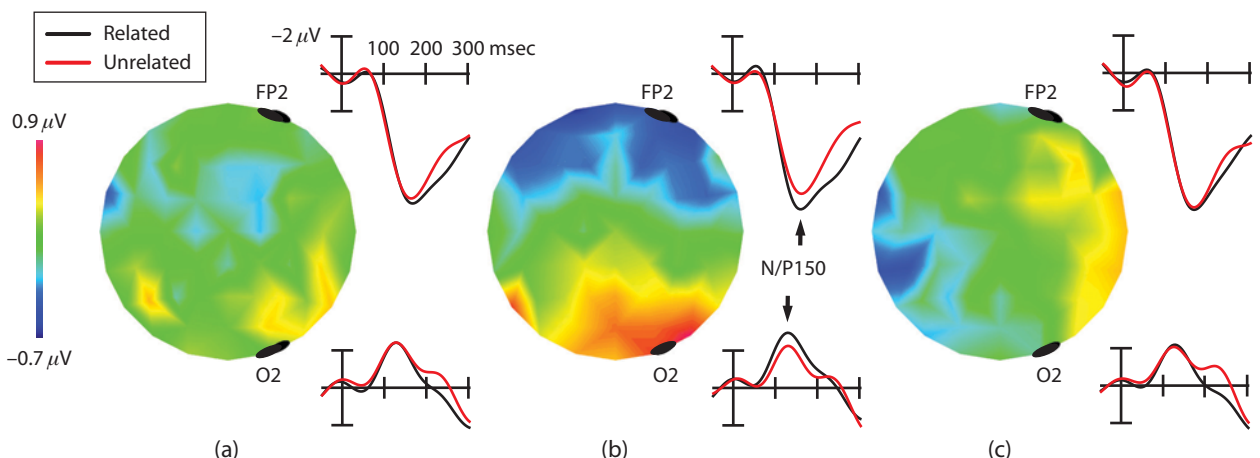 Related
Unrelated
−2 μV
100 200 300 msec
FP2
FP2
FP2
0.9 μV
N/P150
−0.7 μV
O2
O2
O2
(a)
(b)
(c)